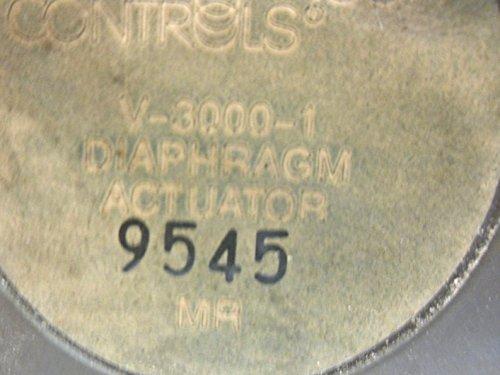 CONTROLS®
V-3000-1
DIAPHRAGM
ACTUATOR
9545
MR